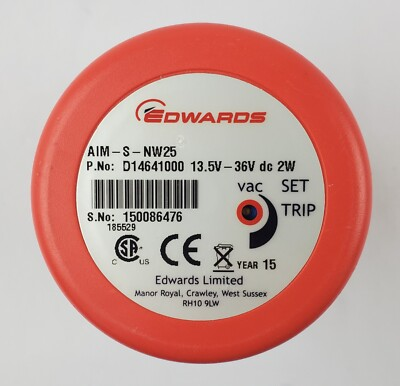 EDWARDS
AIM-S-NW25
P.No: D14641000 13.5V-36V dc 2W
vac SET
TRIP
S.No: 150086476
185529
CSA
C US
CE YEAR 15
Edwards Limited
Manor Royal, Crawley, West Sussex
RH10 9LW